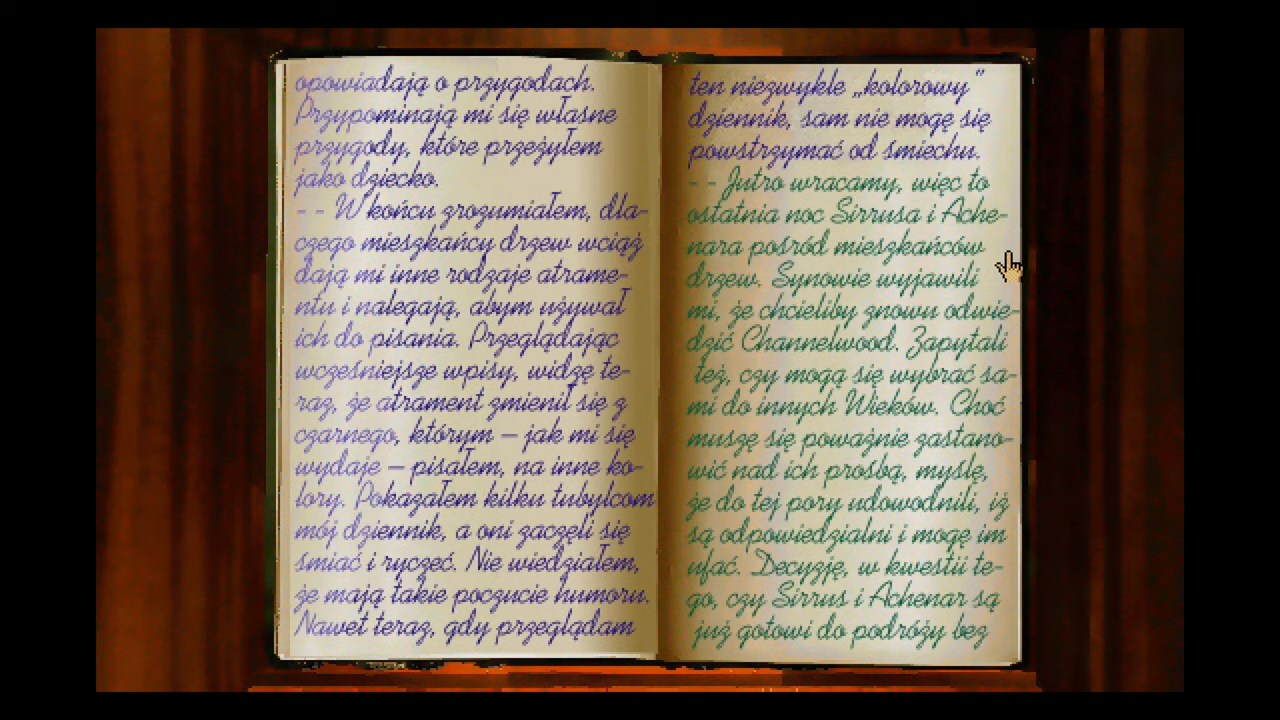 opowiadają o przygodach.
Przypominają mi się własne
przygody, które przeżyłem
jako dziecko.
- - W końcu zrozumiałem, dla-
czego mieszkańcy drzew wciąż
dają mi inne rodzaje atrame-
ntu i nalegają, abym używał
ich do pisania. Przeglądając
wcześniejsze wpisy, widzę te-
raz, że atrament zmienił się z
czarnego, którym – jak mi się
wydaje – pisałem, na inne ko-
lory. Pokazałem kilku tubylcom
mój dziennik, a oni zaczęli się
śmiać i ryczeć. Nie wiedziałem,
że mają takie poczucie humoru.
Nawet teraz, gdy przeglądam
ten niezwykle „kolorowy”
dziennik, sam nie mogę się
powstrzymać od śmiechu.
- - Jutro wracamy, więc to
ostatnia noc Sirrusa i Ache-
nara pośród mieszkańców
drzew. Synowie wyjawili
mi, że chcieliby znowu odwie-
dzić Channelwood. Zapytali
też, czy mogą się wybrać sa-
mi do innych Wieków. Choć
muszę się poważnie zastano-
wić nad ich prośbą, myślę,
że do tej pory udowodnili, iż
są odpowiedzialni i mogę im
ufać. Decyzję, w kwestii te-
go, czy Sirrus i Achenar są
już gotowi do podróży bez